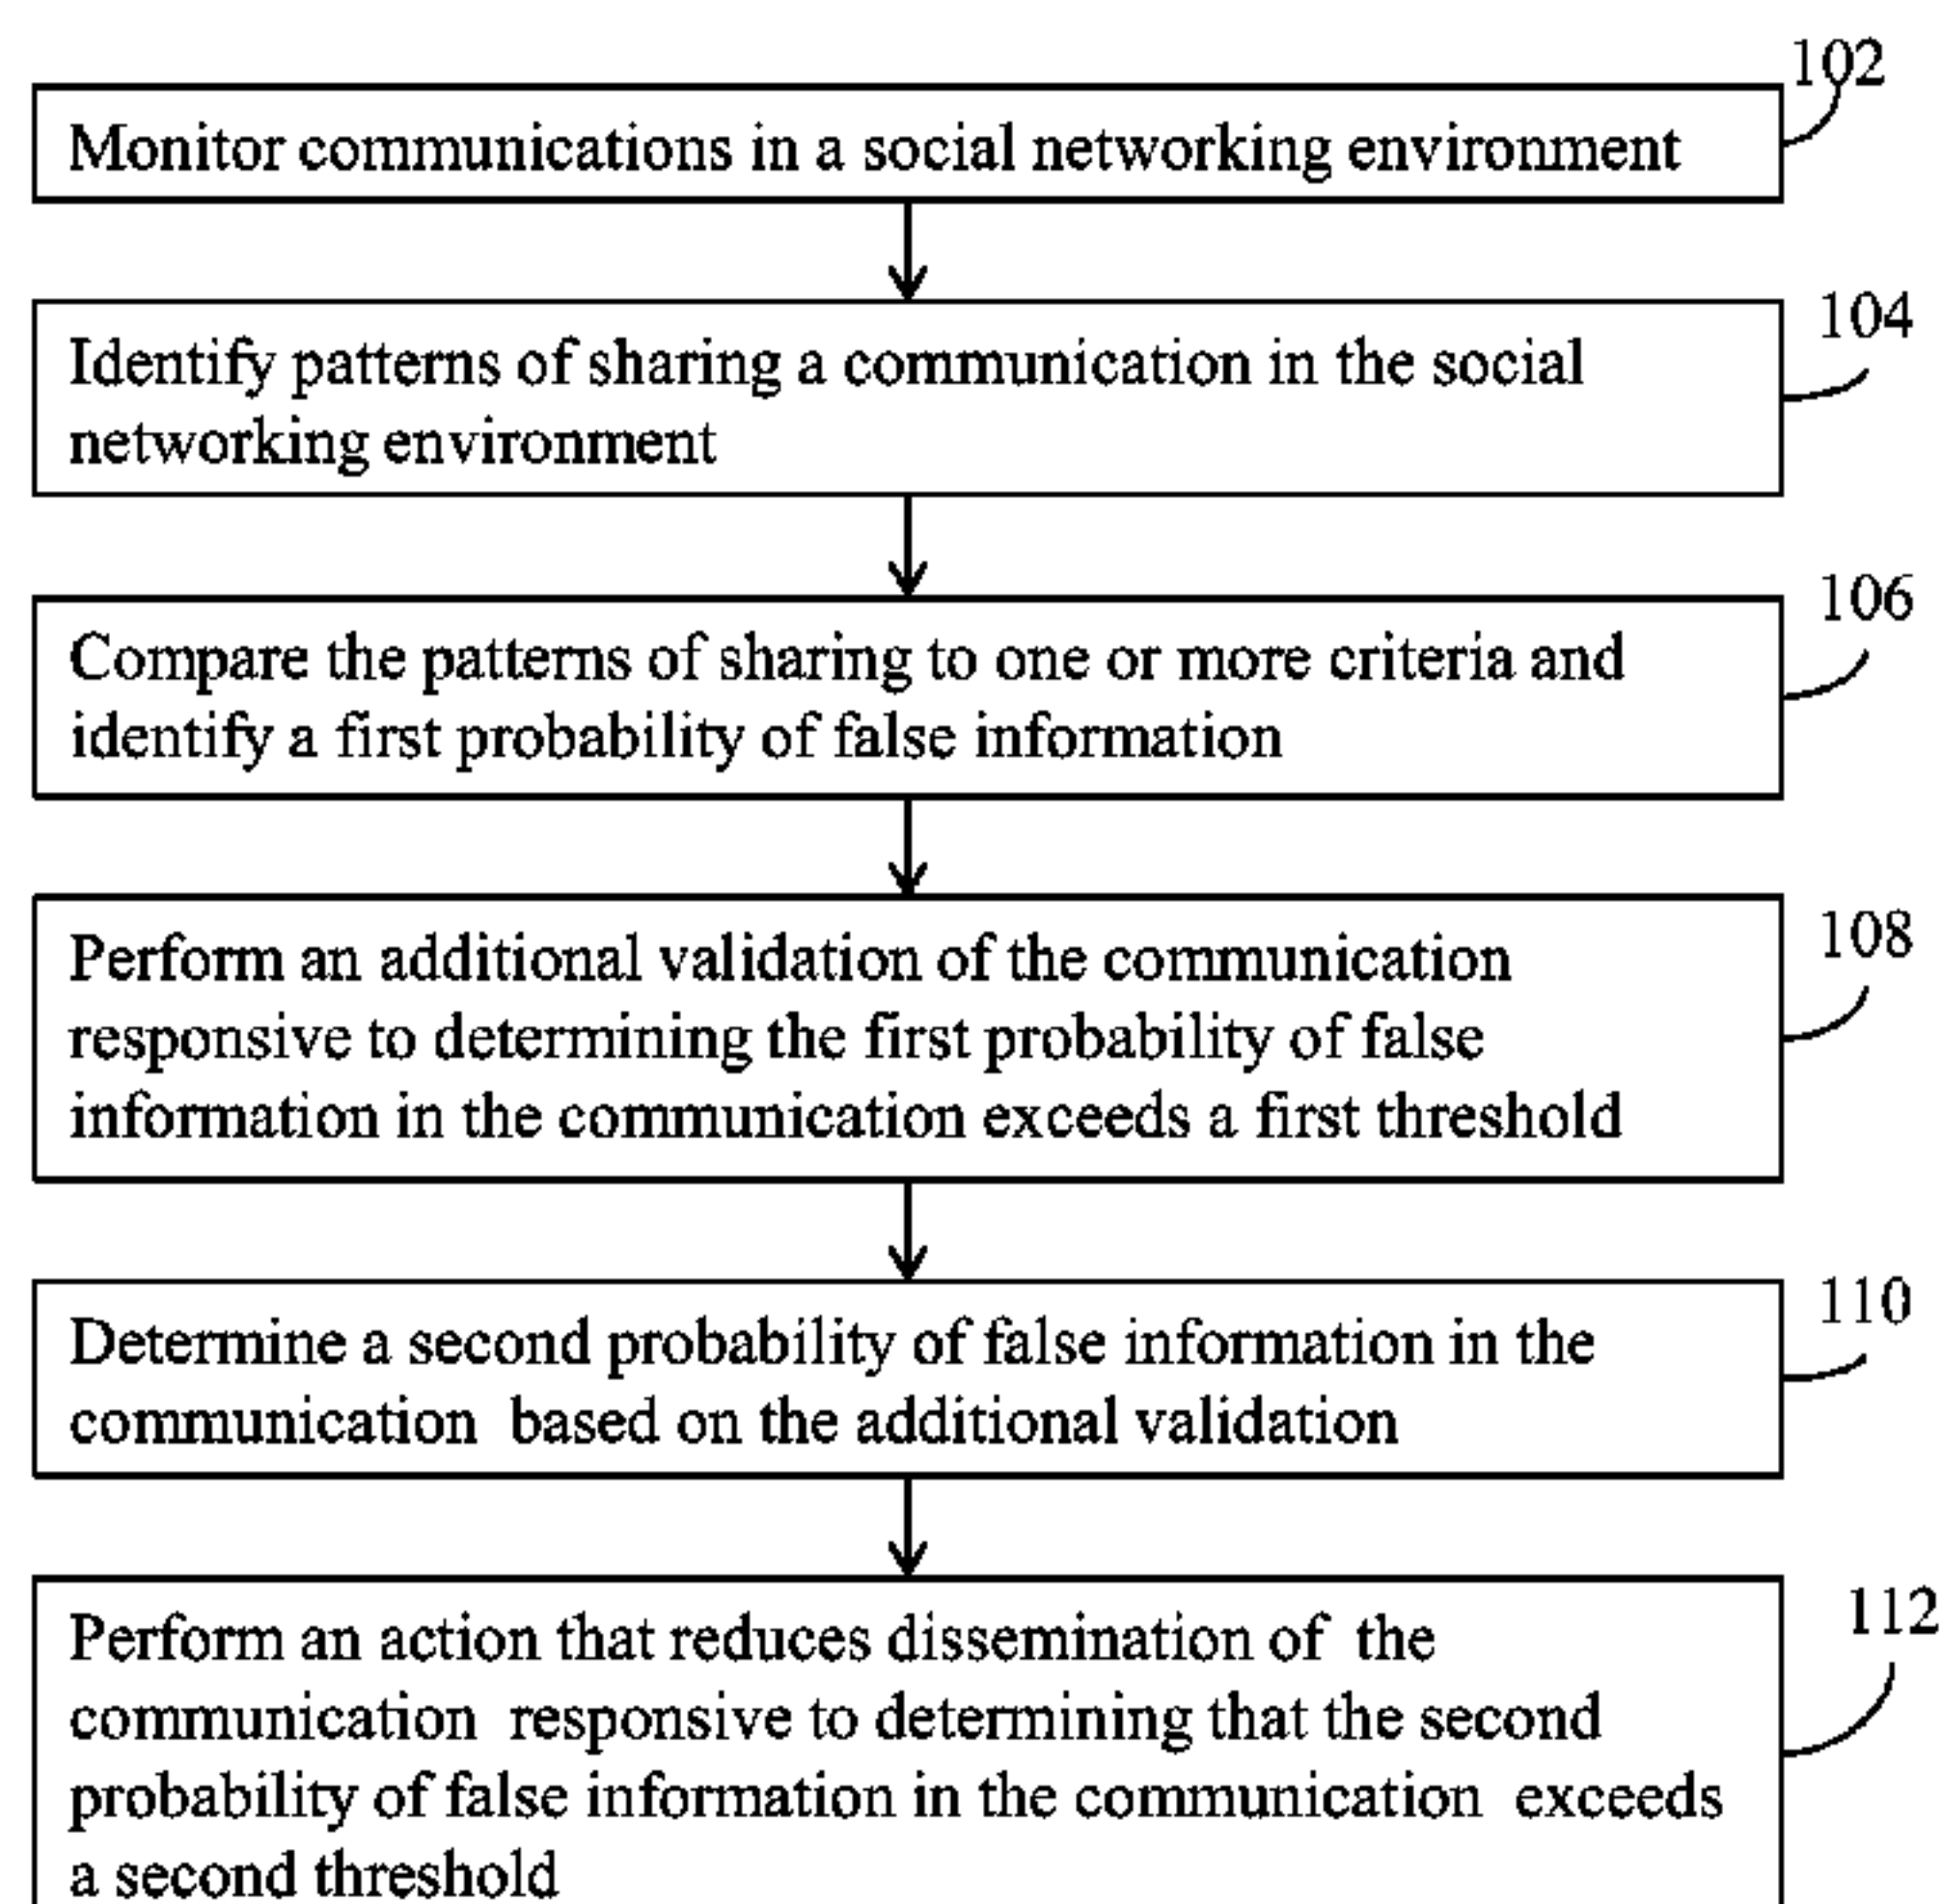 102
Monitor communications in a social networking environment
104
Identify patterns of sharing a communication in the social
networking environment
106
Compare the patterns of sharing to one or more criteria and
identify a first probability of false information
108
Perform an additional validation of the communication
responsive to determining the first probability of false
information in the communication exceeds a first threshold
110
Determine a second probability of false information in the
communication based on the additional validation
112
Perform an action that reduces dissemination of the
communication responsive to determining that the second
probability of false information in the communication exceeds
a second threshold